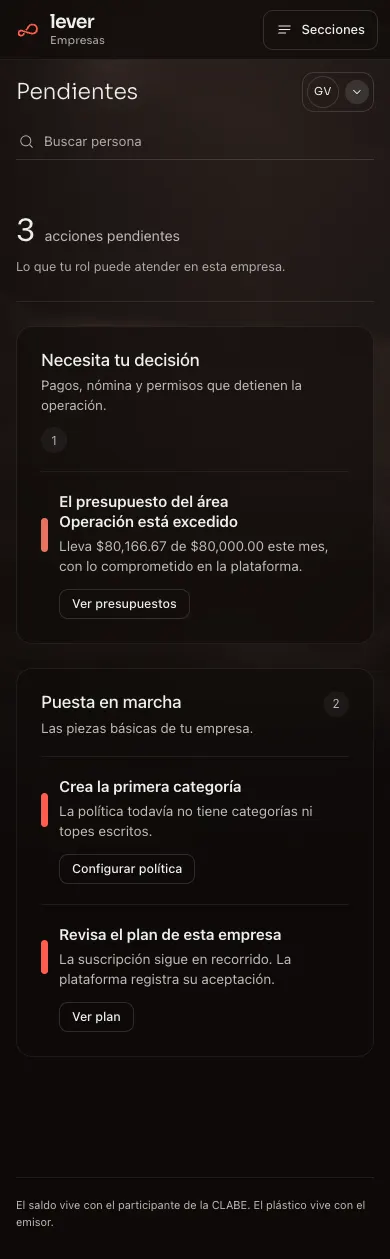 lever
Empresas
Secciones
Pendientes
GV
Buscar persona
3 acciones pendientes
Lo que tu rol puede atender en esta empresa.
Necesita tu decisión
Pagos, nómina y permisos que detienen la
operación.
1
El presupuesto del área
Operación está excedido
Lleva $80,166.67 de $80,000.00 este mes,
con lo comprometido en la plataforma.
Ver presupuestos
Puesta en marcha
2
Las piezas básicas de tu empresa.
Crea la primera categoría
La política todavía no tiene categorías ni
topes escritos.
Configurar política
Revisa el plan de esta empresa
La suscripción sigue en recorrido. La
plataforma registra su aceptación.
Ver plan
El saldo vive con el participante de la CLABE. El plástico vive con el
emisor.